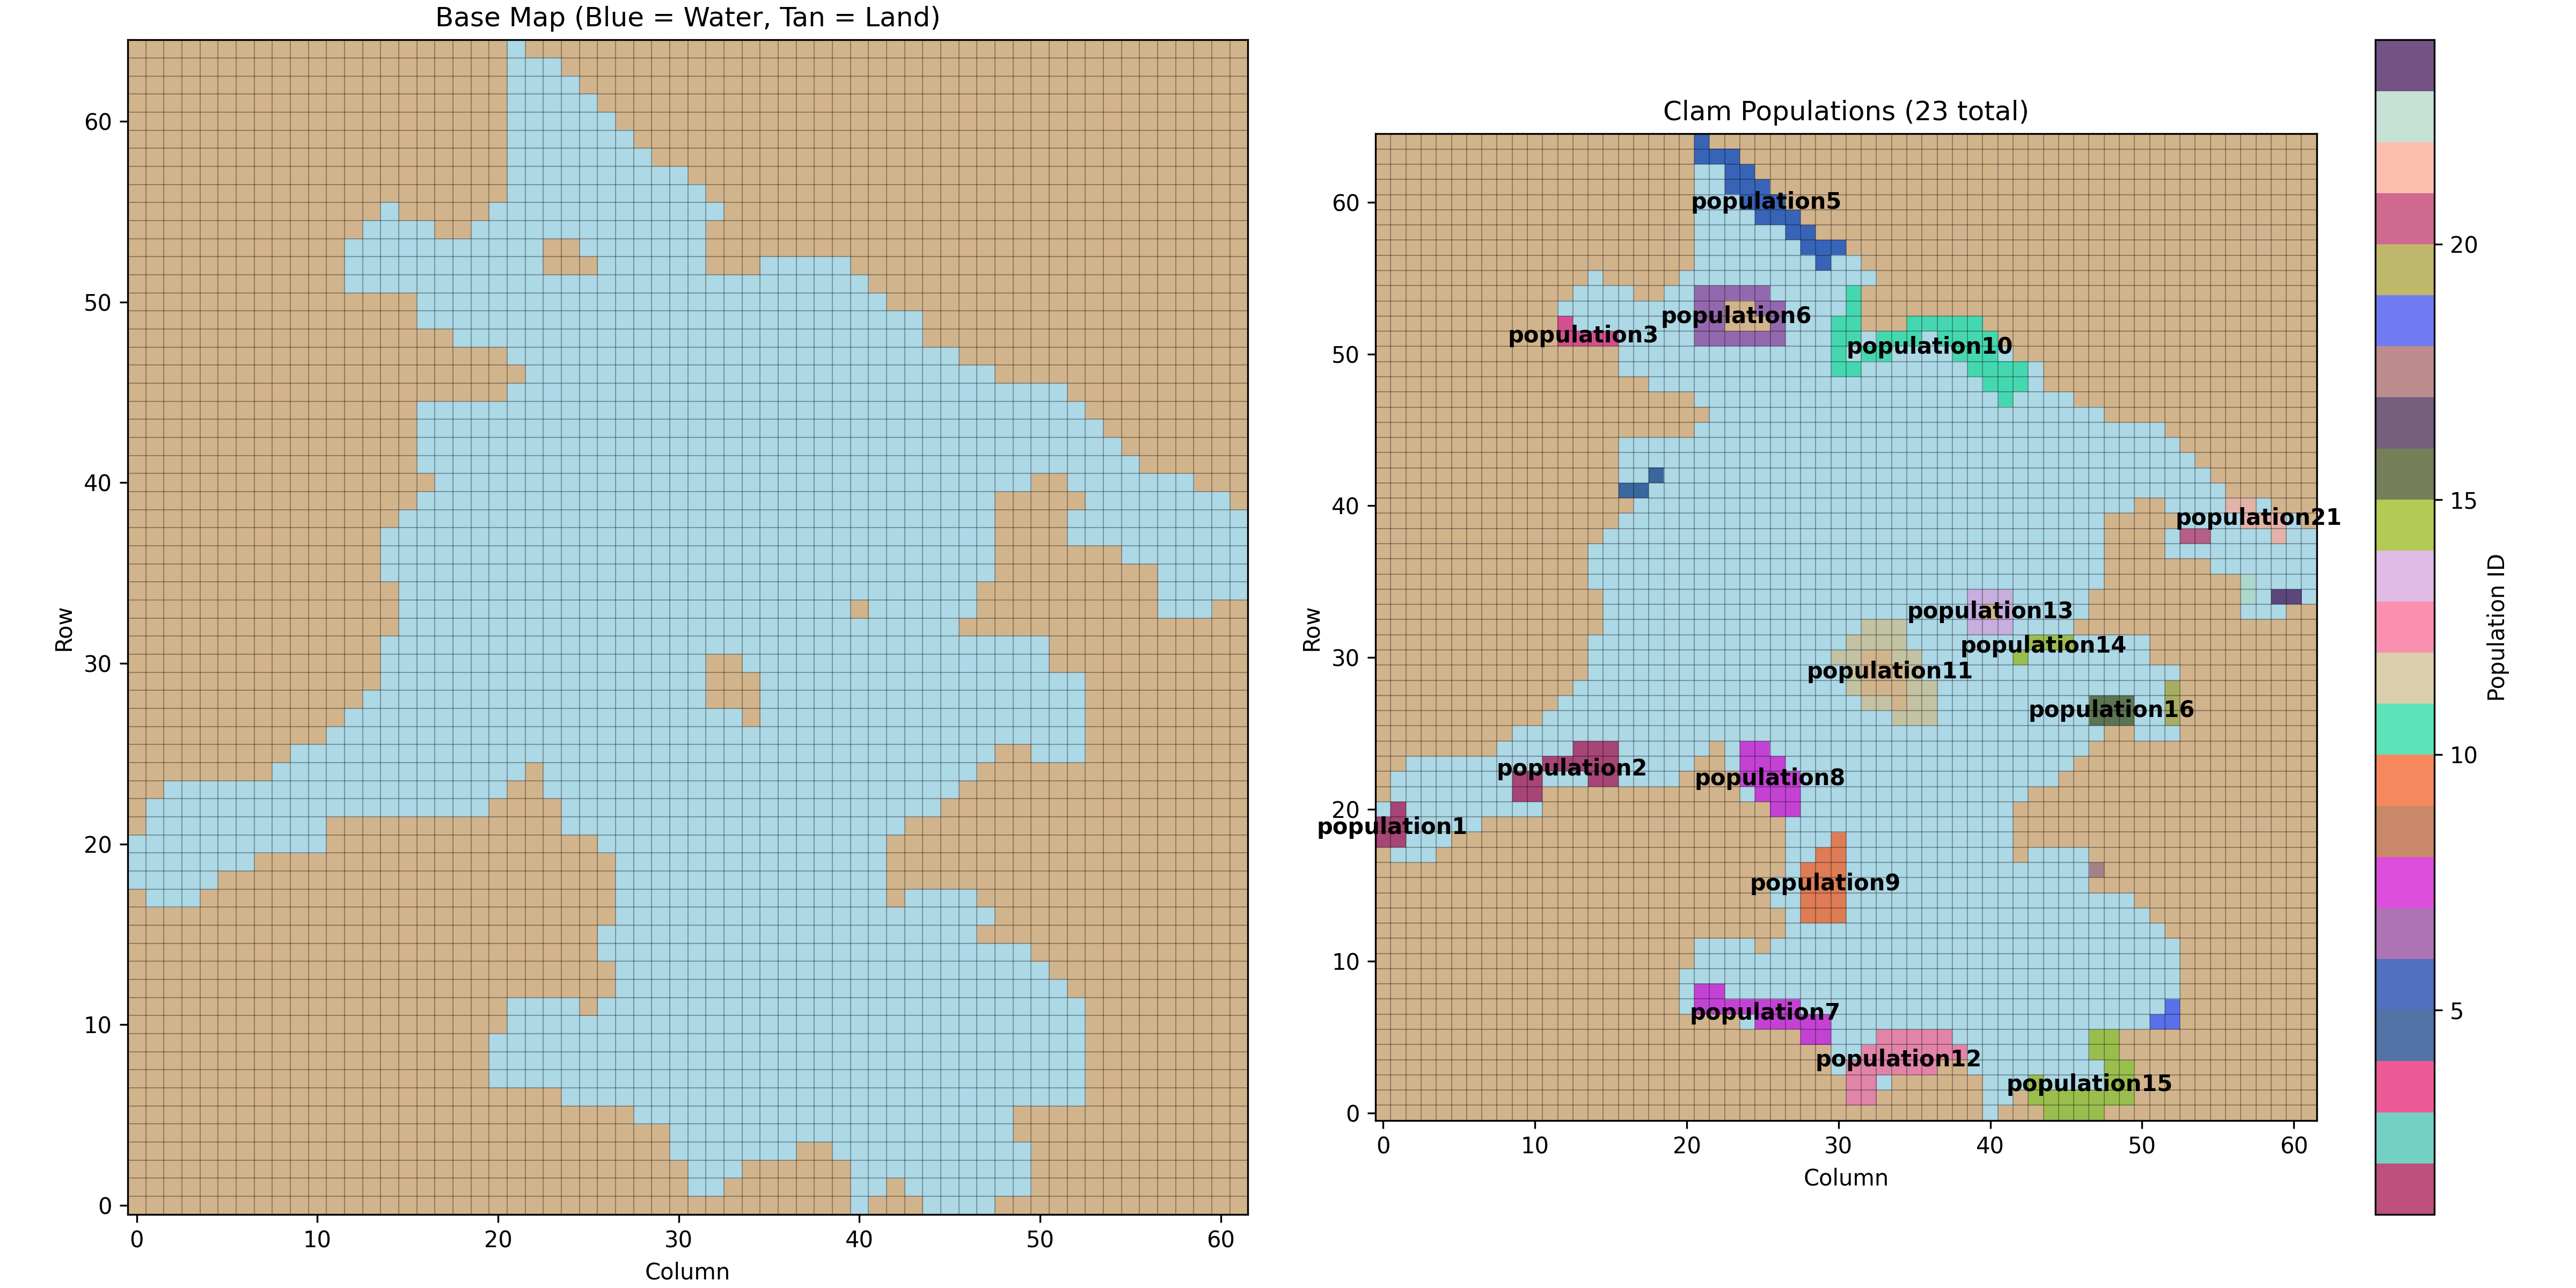 Base Map (Blue = Water, Tan = Land)
60
50
40
30
20
10
0
Row
0 10 20 30 40 50 60
Column
Clam Populations (23 total)
60
50
40
30
20
10
0
Row
population5
population6
population3
population10
population21
population13
population14
population11
population16
population2
population8
population1
population9
population7
population12
population15
0 10 20 30 40 50 60
Column
20
15
10
5
Population ID